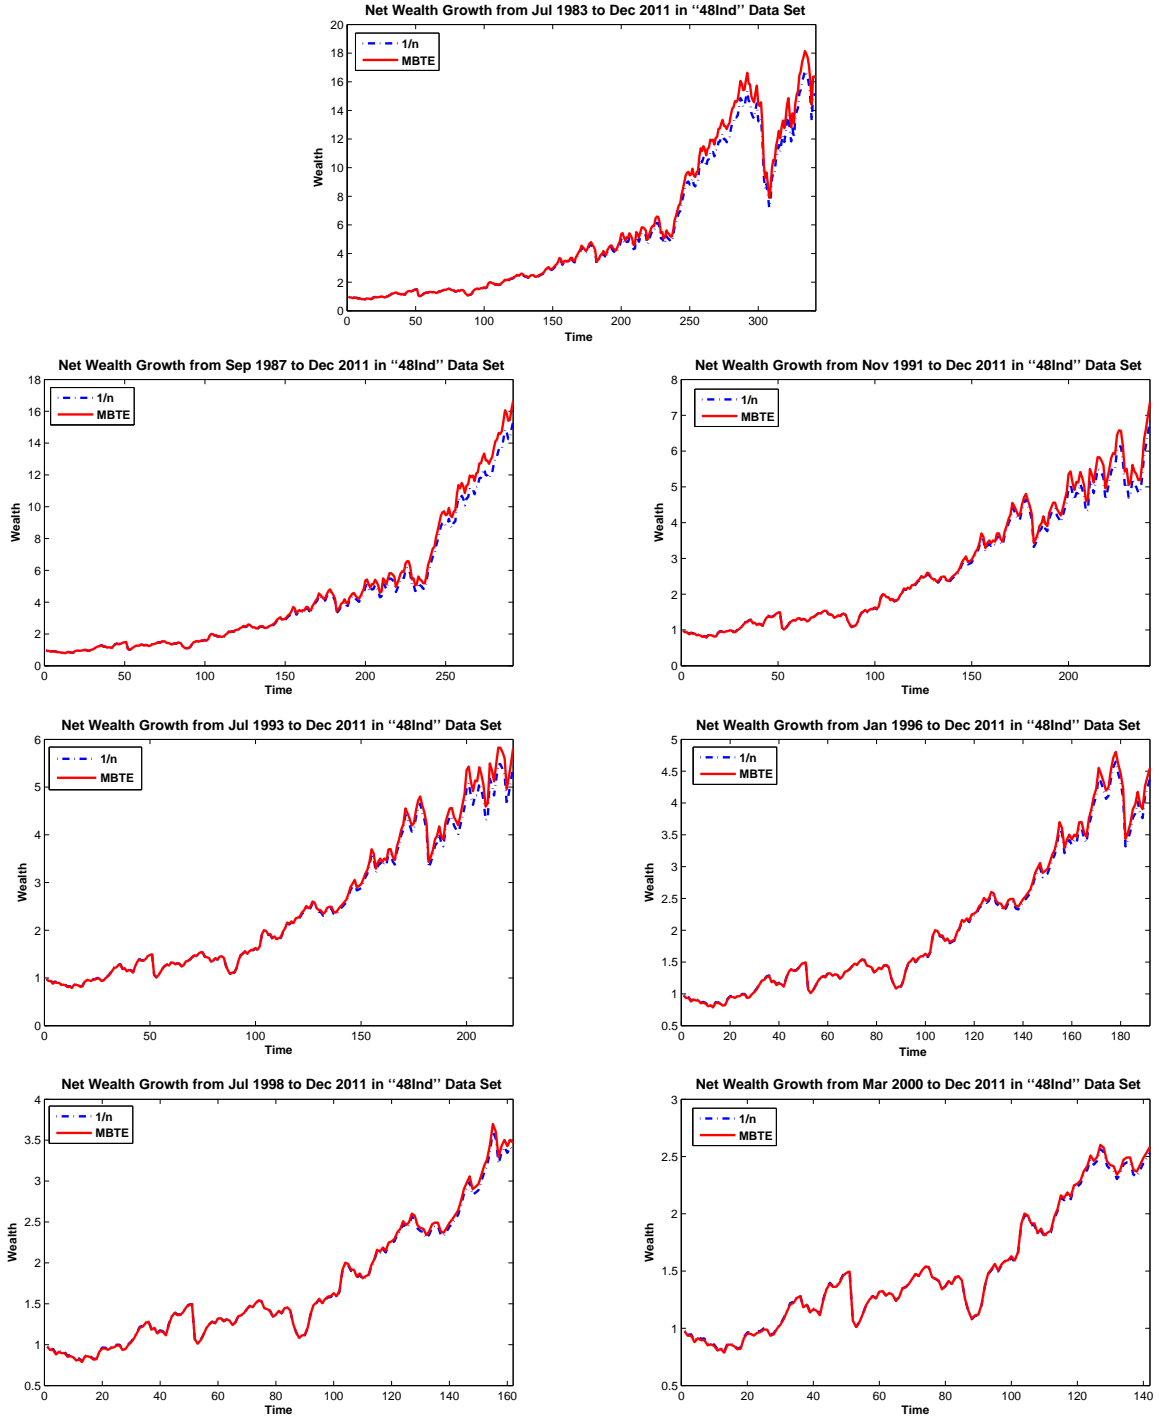 Net Wealth Growth from Jul 1983 to Dec 2011 in ‘‘48Ind’’ Data Set
20
18
16
14
12
10
8
6
4
2
0
Wealth
1/n
MBTE
0 50 100 150 200 250 300
Time
Net Wealth Growth from Sep 1987 to Dec 2011 in ‘‘48Ind’’ Data Set
18
16
14
12
10
8
6
4
2
0
Wealth
1/n
MBTE
0 50 100 150 200 250
Time
Net Wealth Growth from Nov 1991 to Dec 2011 in ‘‘48Ind’’ Data Set
8
7
6
5
4
3
2
1
0
Wealth
1/n
MBTE
0 50 100 150 200
Time
Net Wealth Growth from Jul 1993 to Dec 2011 in ‘‘48Ind’’ Data Set
6
5
4
3
2
1
0
Wealth
1/n
MBTE
0 50 100 150 200
Time
Net Wealth Growth from Jan 1996 to Dec 2011 in ‘‘48Ind’’ Data Set
5
4.5
4
3.5
3
2.5
2
1.5
1
0.5
Wealth
1/n
MBTE
0 20 40 60 80 100 120 140 160 180
Time
Net Wealth Growth from Jul 1998 to Dec 2011 in ‘‘48Ind’’ Data Set
4
3.5
3
2.5
2
1.5
1
0.5
Wealth
1/n
MBTE
0 20 40 60 80 100 120 140 160
Time
Net Wealth Growth from Mar 2000 to Dec 2011 in ‘‘48Ind’’ Data Set
3
2.5
2
1.5
1
0.5
Wealth
1/n
MBTE
0 20 40 60 80 100 120 140
Time